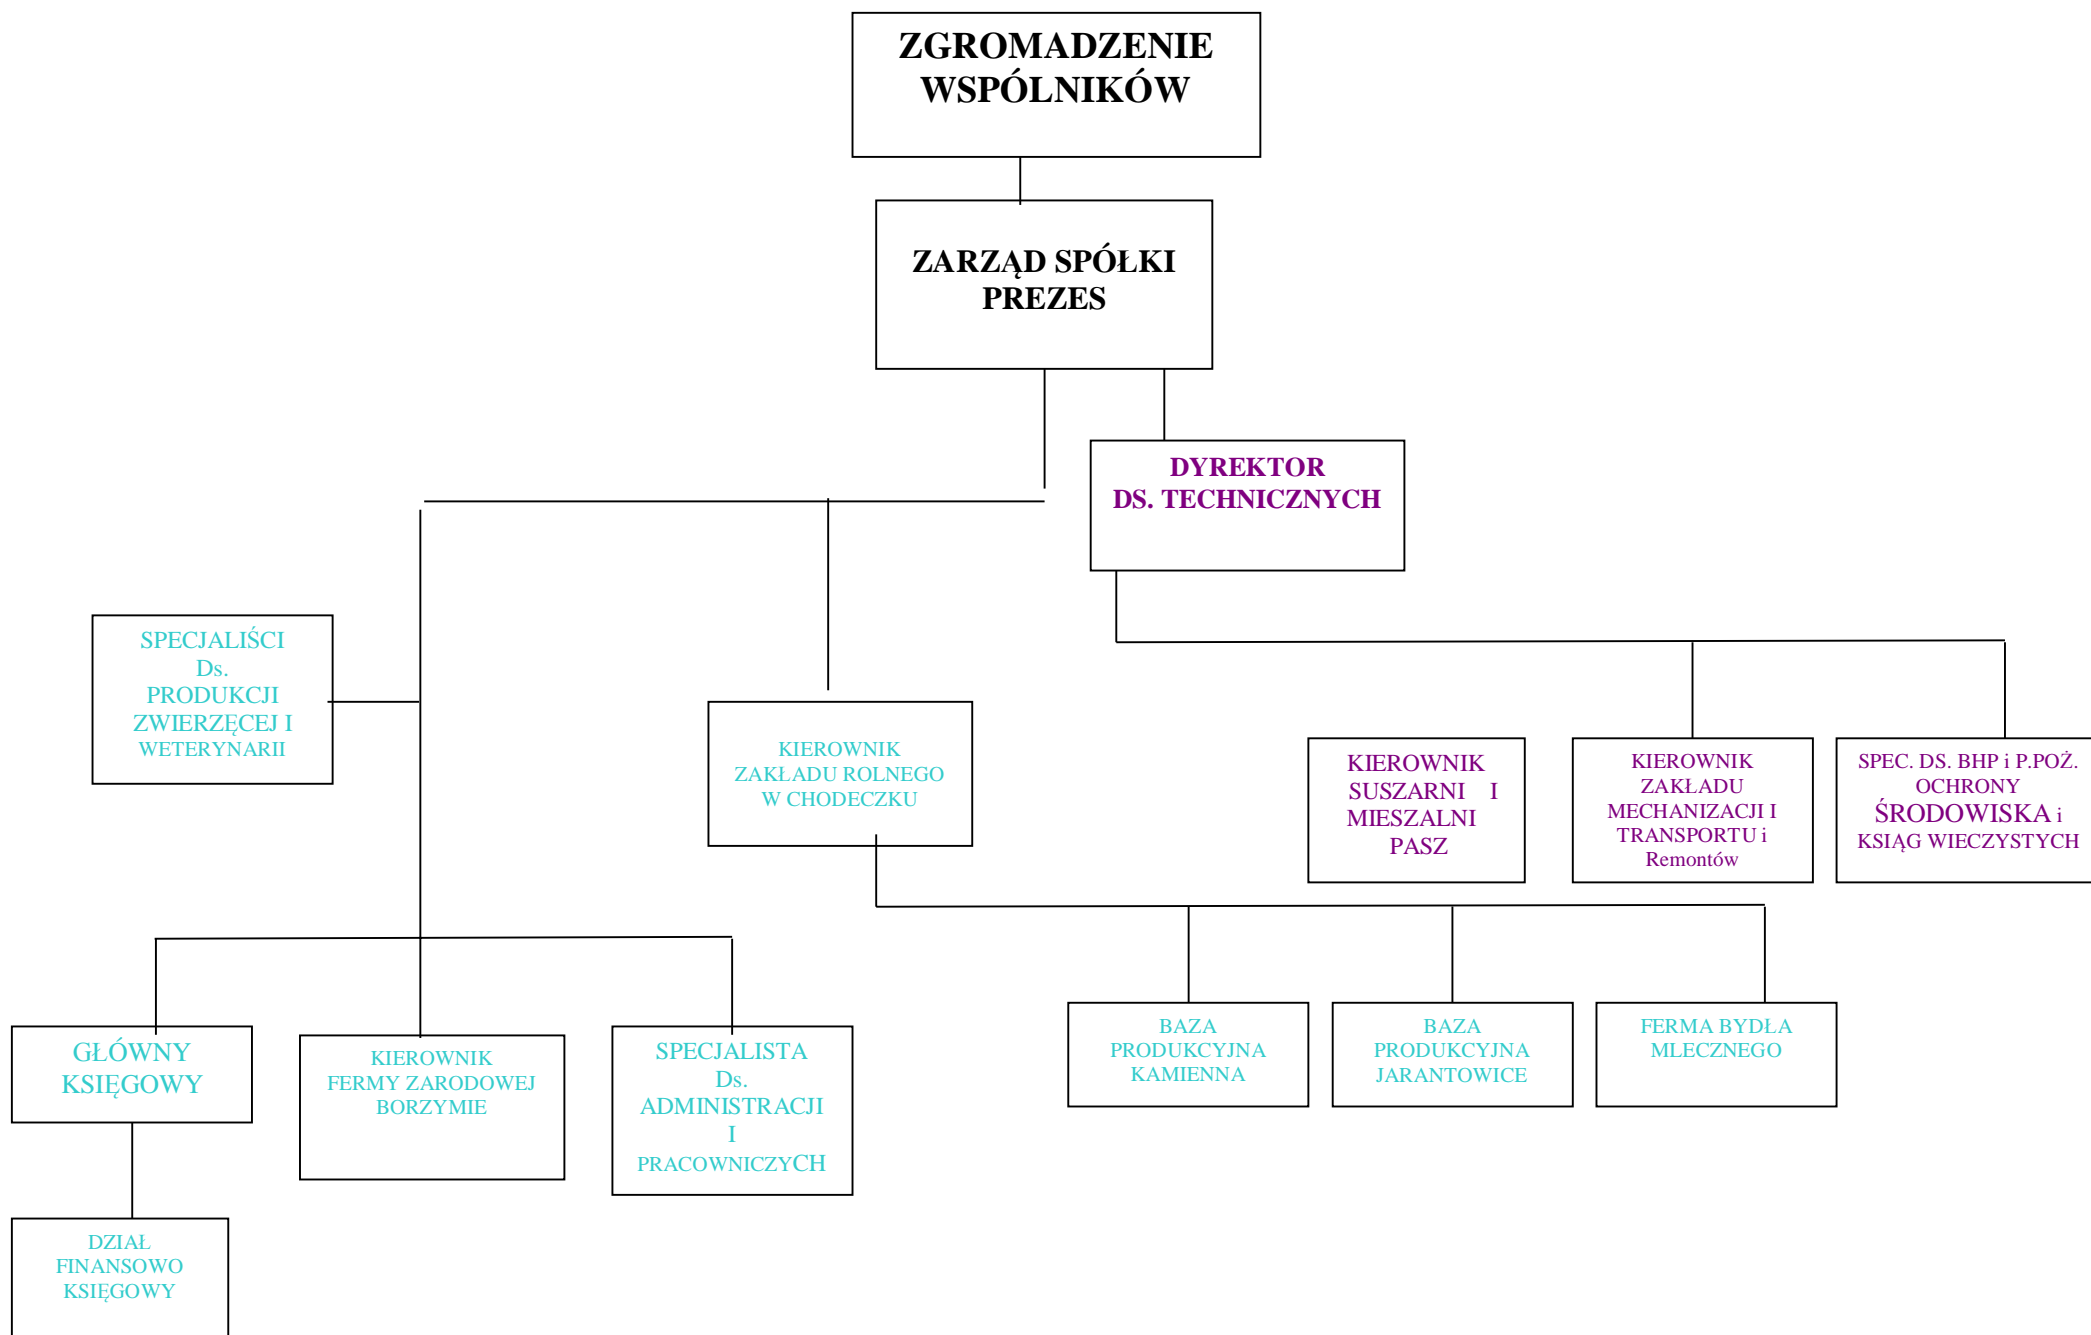 ZGROMADZENIE
WSPÓLNIKÓW
ZARZĄD SPÓŁKI
PREZES
DYREKTOR
DS. TECHNICZNYCH
SPECJALIŚCI
Ds.
PRODUKCJI
ZWIERZĘCEJ I
WETERYNARII
KIEROWNIK
ZAKŁADU ROLNEGO
W CHODECZKU
KIEROWNIK
SUSZARNI I
MIESZALNI
PASZ
KIEROWNIK
ZAKŁADU
MECHANIZACJI I
TRANSPORTU i
Remontów
SPEC. DS. BHP i P.POŻ.
OCHRONY
ŚRODOWISKA i
KSIĄG WIECZYSTYCH
GŁÓWNY
KSIĘGOWY
KIEROWNIK
FERMY ZARODOWEJ
BORZYMIE
SPECJALISTA
Ds.
ADMINISTRACJI
I
PRACOWNICZYCH
BAZA
PRODUKCYJNA
KAMIENNA
BAZA
PRODUKCYJNA
JARANTOWICE
FERMA BYDŁA
MLECZNEGO
DZIAŁ
FINANSOWO
KSIĘGOWY